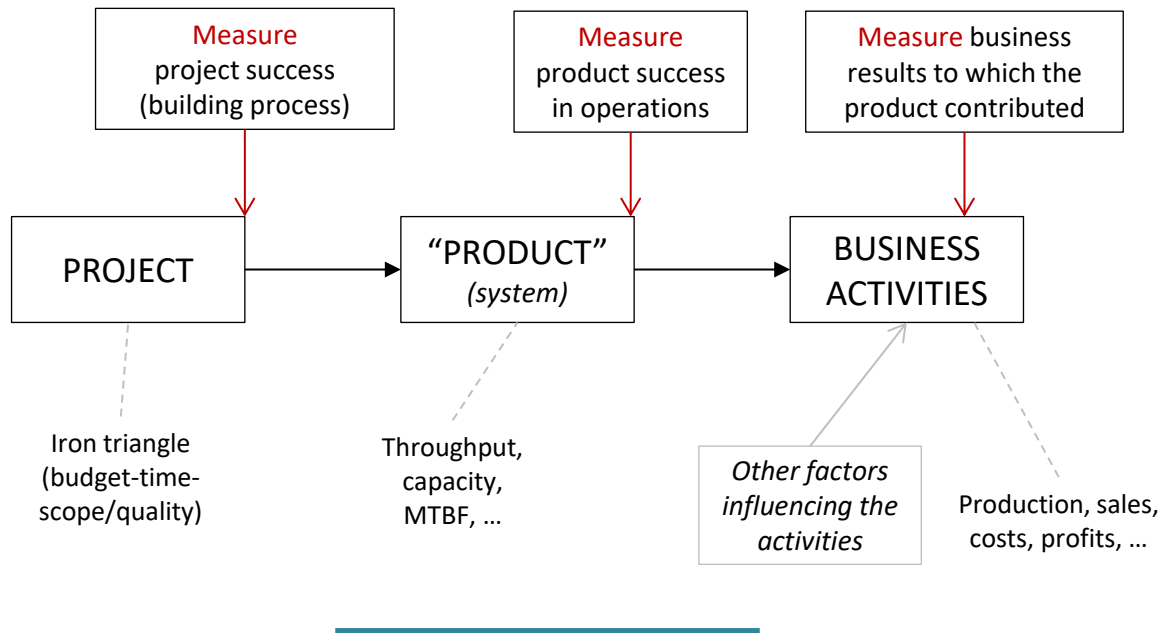 Measure
project success
(building process)
Measure
product success
in operations
Measure business
results to which the
product contributed
PROJECT
“PRODUCT”
(system)
BUSINESS
ACTIVITIES
Iron triangle
(budget-time-
scope/quality)
Throughput,
capacity,
MTBF, …
Other factors
influencing the
activities
Production, sales,
costs, profits, …